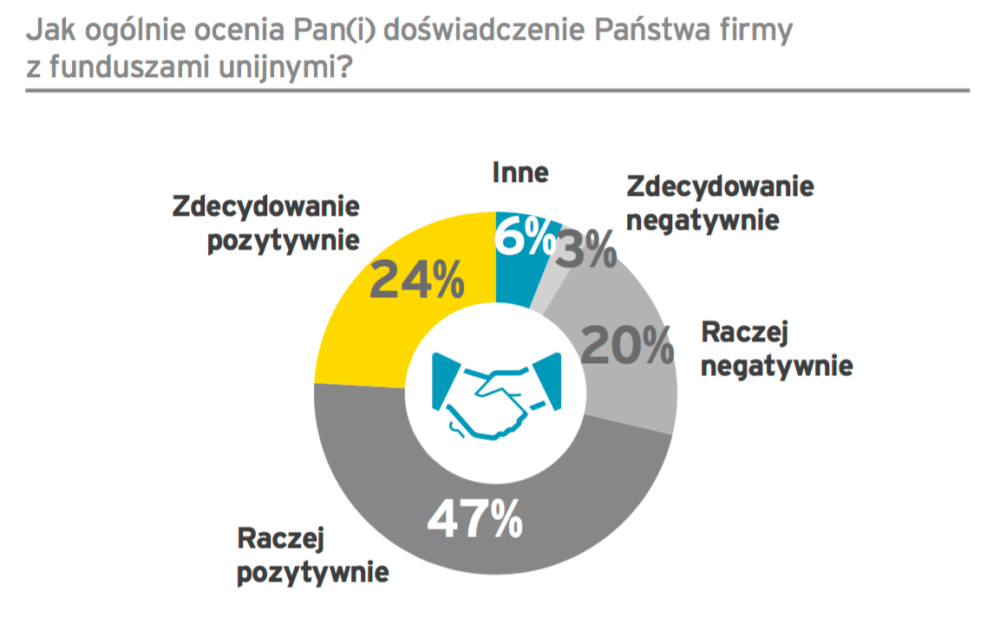 Jak ogólnie ocenia Pan(i) doświadczenie Państwa firmy
z funduszami unijnymi?
Inne
6%
Zdecydowanie
negatywnie
3%
Raczej
negatywnie
20%
Raczej
pozytywnie
47%
Zdecydowanie
pozytywnie
24%